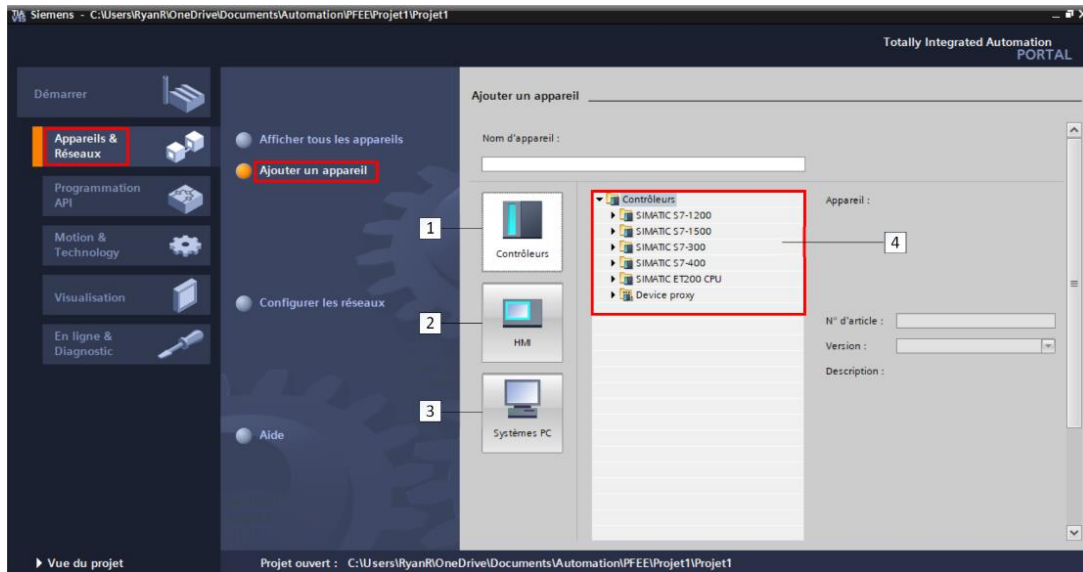 Siemens - C:\Users\RyanR\OneDrive\Documents\Automation\PFEE\Projet1\Projet1
Totally Integrated Automation
PORTAL
Démarrer
Appareils &
Réseaux
Programmation
API
Motion &
Technology
Visualisation
En ligne &
Diagnostic
Afficher tous les appareils
Ajouter un appareil
Configurer les réseaux
Aide
Ajouter un appareil
Nom d'appareil :
1
Contrôleurs
2
HMI
3
Systèmes PC
Contrôleurs
SIMATIC S7-1200
SIMATIC S7-1500
SIMATIC S7-300
SIMATIC S7-400
SIMATIC ET200 CPU
Device proxy
4
Appareil :
N° d'article :
Version :
Description :
Vue du projet
Projet ouvert : C:\Users\RyanR\OneDrive\Documents\Automation\PFEE\Projet1\Projet1